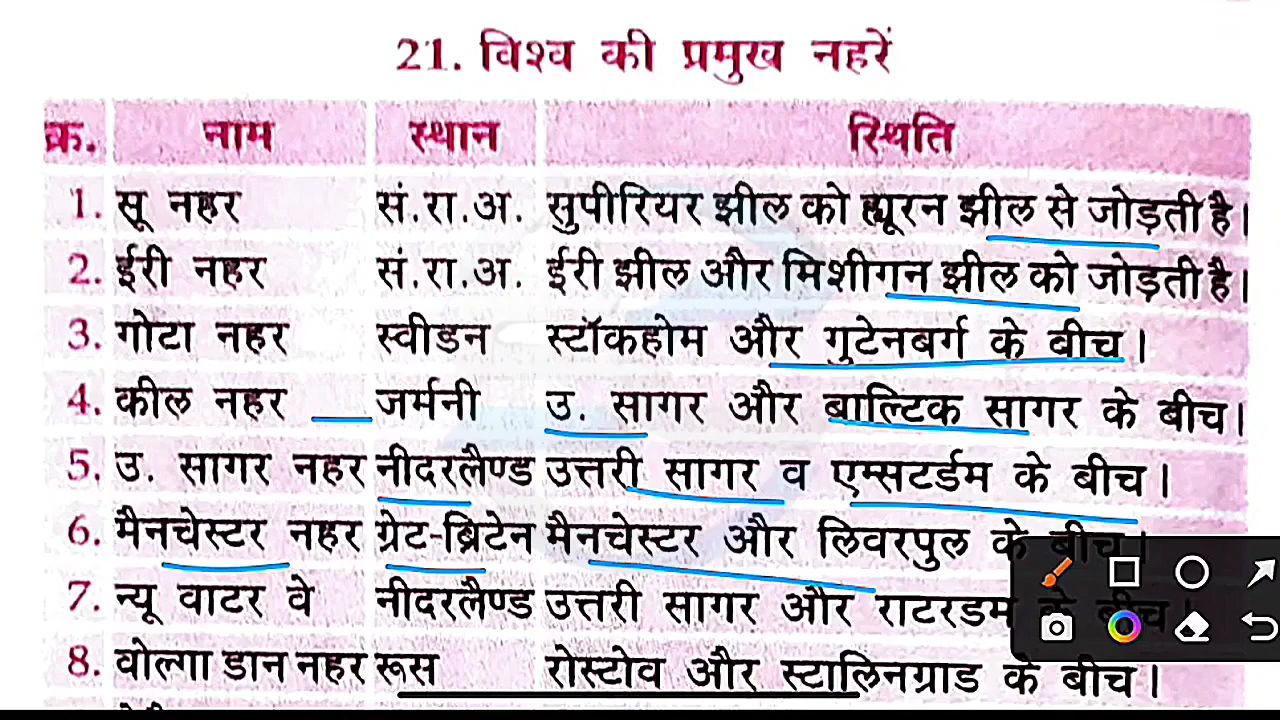 21. विश्व की प्रमुख नहरें
क्र. नाम स्थान स्थिति
1. सू नहर सं.रा.अ. सुपीरियर झील को ह्यूरन झील से जोड़ती है।
2. ईरी नहर सं.रा.अ. ईरी झील और मिशीगन झील को जोड़ती है।
3. गोटा नहर स्वीडन स्टॉकहोम और गुटेनबर्ग के बीच।
4. कील नहर जर्मनी उ. सागर और बाल्टिक सागर के बीच।
5. उ. सागर नहर नीदरलैण्ड उत्तरी सागर व एम्सटर्डम के बीच।
6. मैनचेस्टर नहर ग्रेट-ब्रिटेन मैनचेस्टर और लिवरपुल के बीच।
7. न्यू वाटर वे नीदरलैण्ड उत्तरी सागर और राटरडम के बीच।
8. वोल्गा डान नहर रूस रोस्टोव और स्टालिनग्राड के बीच।